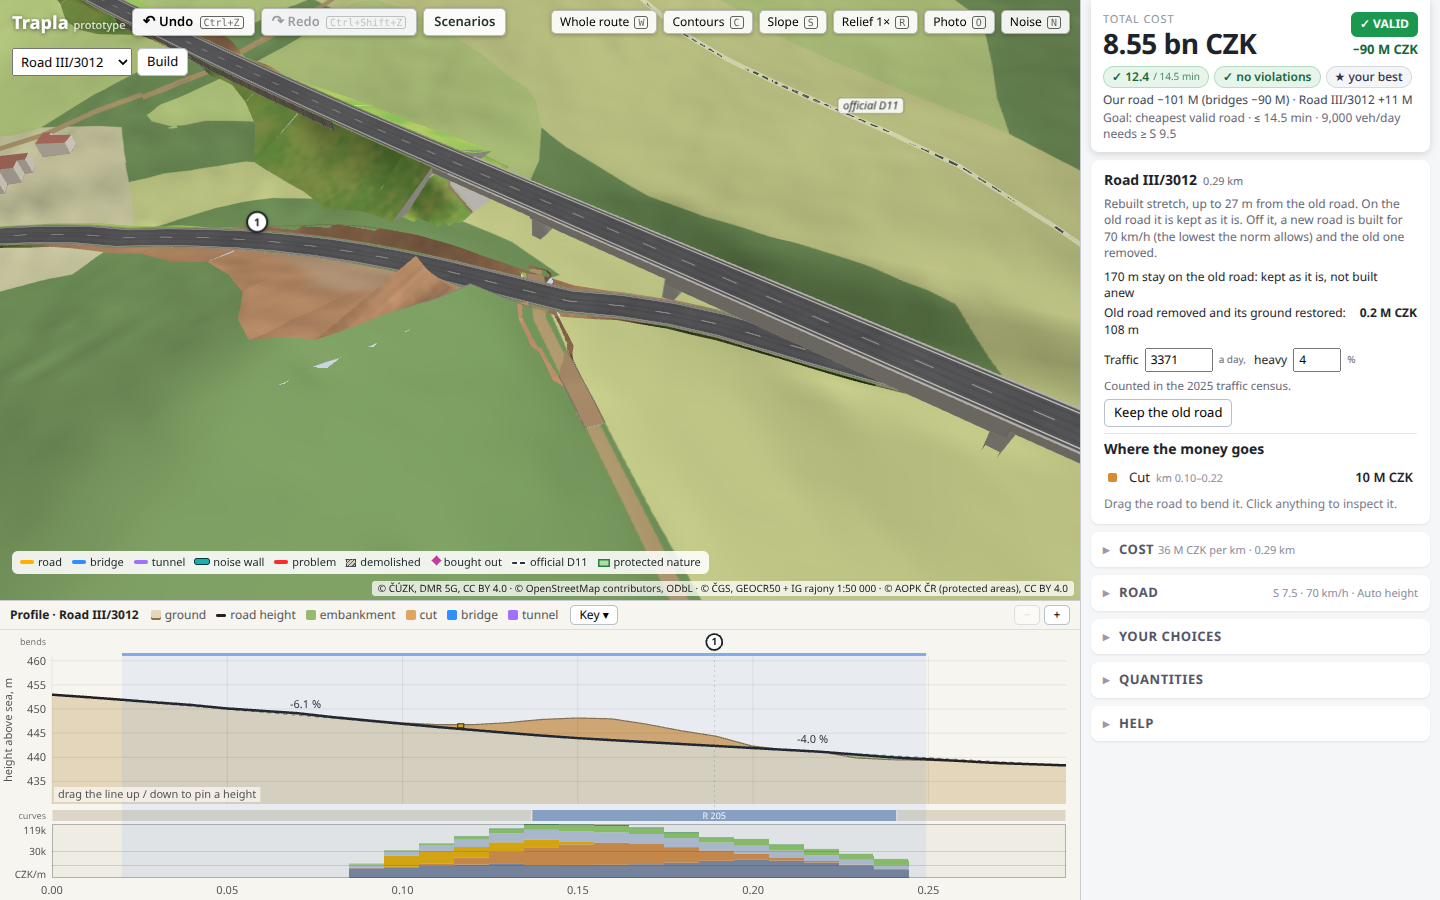 Trapla prototype
↶ Undo Ctrl+Z
↷ Redo Ctrl+Shift+Z
Scenarios
Whole route W
Contours C
Slope S
Relief 1× R
Photo O
Noise N
Road III/3012
Build
official D11
1
road
bridge
tunnel
noise wall
problem
demolished
bought out
official D11
protected nature
© ČÚZK, DMR 5G, CC BY 4.0 · © OpenStreetMap contributors, ODbL · © ČGS, GEOCR50 + IG rajony 1:50 000 · © AOPK ČR (protected areas), CC BY 4.0
Profile · Road III/3012
ground
road height
embankment
cut
bridge
tunnel
Key ▾
−
+
bends
1
height above sea, m
460
455
450
445
440
435
-6.1 %
-4.0 %
drag the line up / down to pin a height
curves
R 205
119k
30k
CZK/m
0.00
0.05
0.10
0.15
0.20
0.25
TOTAL COST
✓ VALID
8.55 bn CZK
−90 M CZK
✓ 12.4 / 14.5 min
✓ no violations
★ your best
Our road −101 M (bridges −90 M) · Road III/3012 +11 M
Goal: cheapest valid road · ≤ 14.5 min · 9,000 veh/day
needs ≥ S 9.5
Road III/3012 0.29 km
Rebuilt stretch, up to 27 m from the old road. On the
old road it is kept as it is. Off it, a new road is built for
70 km/h (the lowest the norm allows) and the old one
removed.
170 m stay on the old road: kept as it is, not built
anew
Old road removed and its ground restored: 0.2 M CZK
108 m
Traffic 3371 a day, heavy 4 %
Counted in the 2025 traffic census.
Keep the old road
Where the money goes
Cut km 0.10–0.22 10 M CZK
Drag the road to bend it. Click anything to inspect it.
▶ COST 36 M CZK per km · 0.29 km
▶ ROAD S 7.5 · 70 km/h · Auto height
▶ YOUR CHOICES
▶ QUANTITIES
▶ HELP